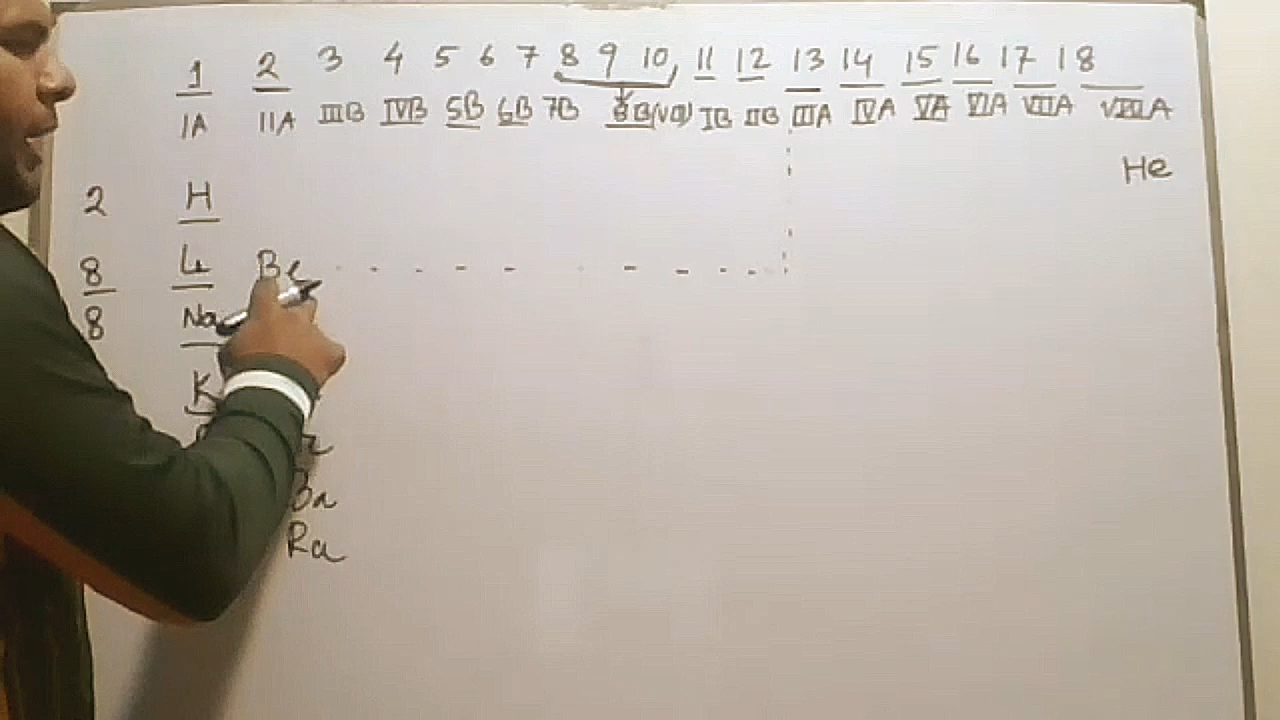 1 2 3 4 5 6 7 8 9 10, 11 12 13 14 15 16 17 18
IA IIA IIIB IVB 5B 6B 7B 8B(VIII) IB IIB IIIA IVA VA VIA VIIA VIIIA
He
2 H
8 Li Be
8 Na
K
Ba
Ra